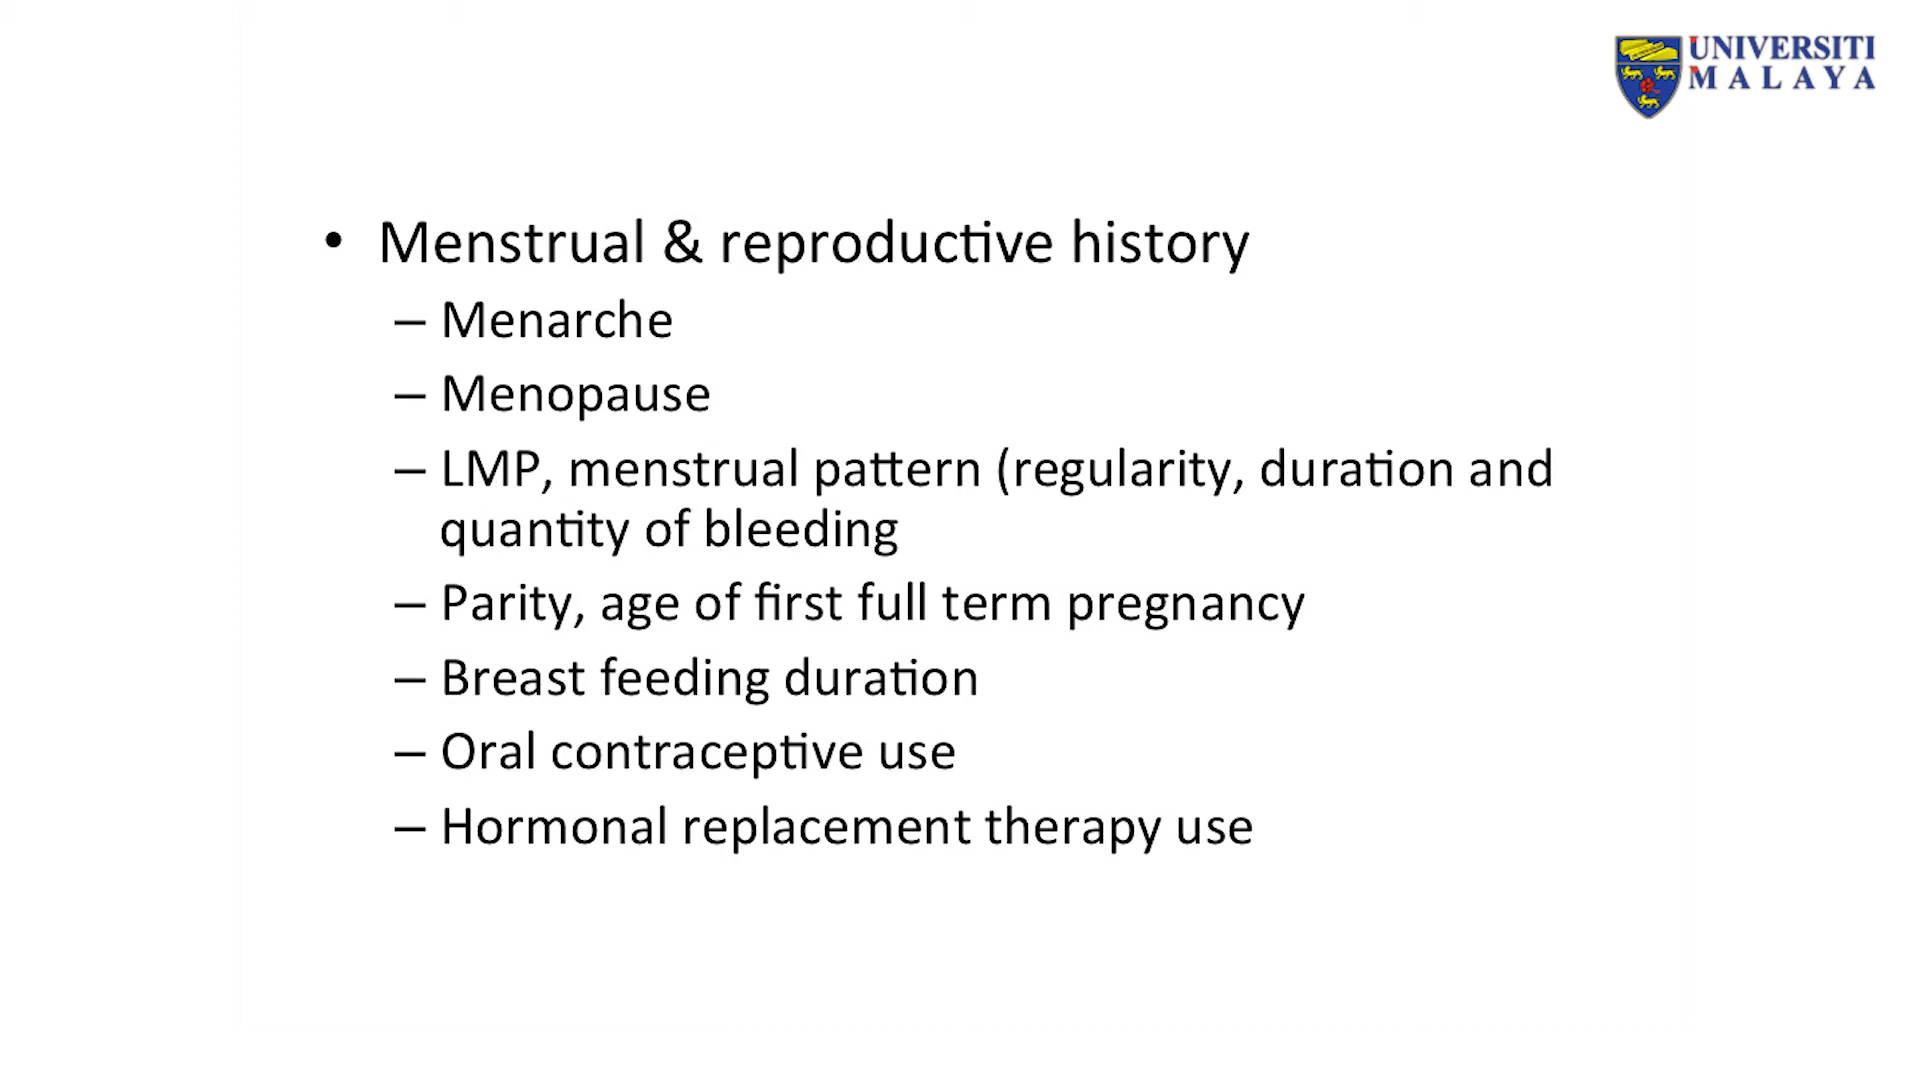 UNIVERSITI
MALAYA
• Menstrual & reproductive history
– Menarche
– Menopause
– LMP, menstrual pattern (regularity, duration and
quantity of bleeding
– Parity, age of first full term pregnancy
– Breast feeding duration
– Oral contraceptive use
– Hormonal replacement therapy use